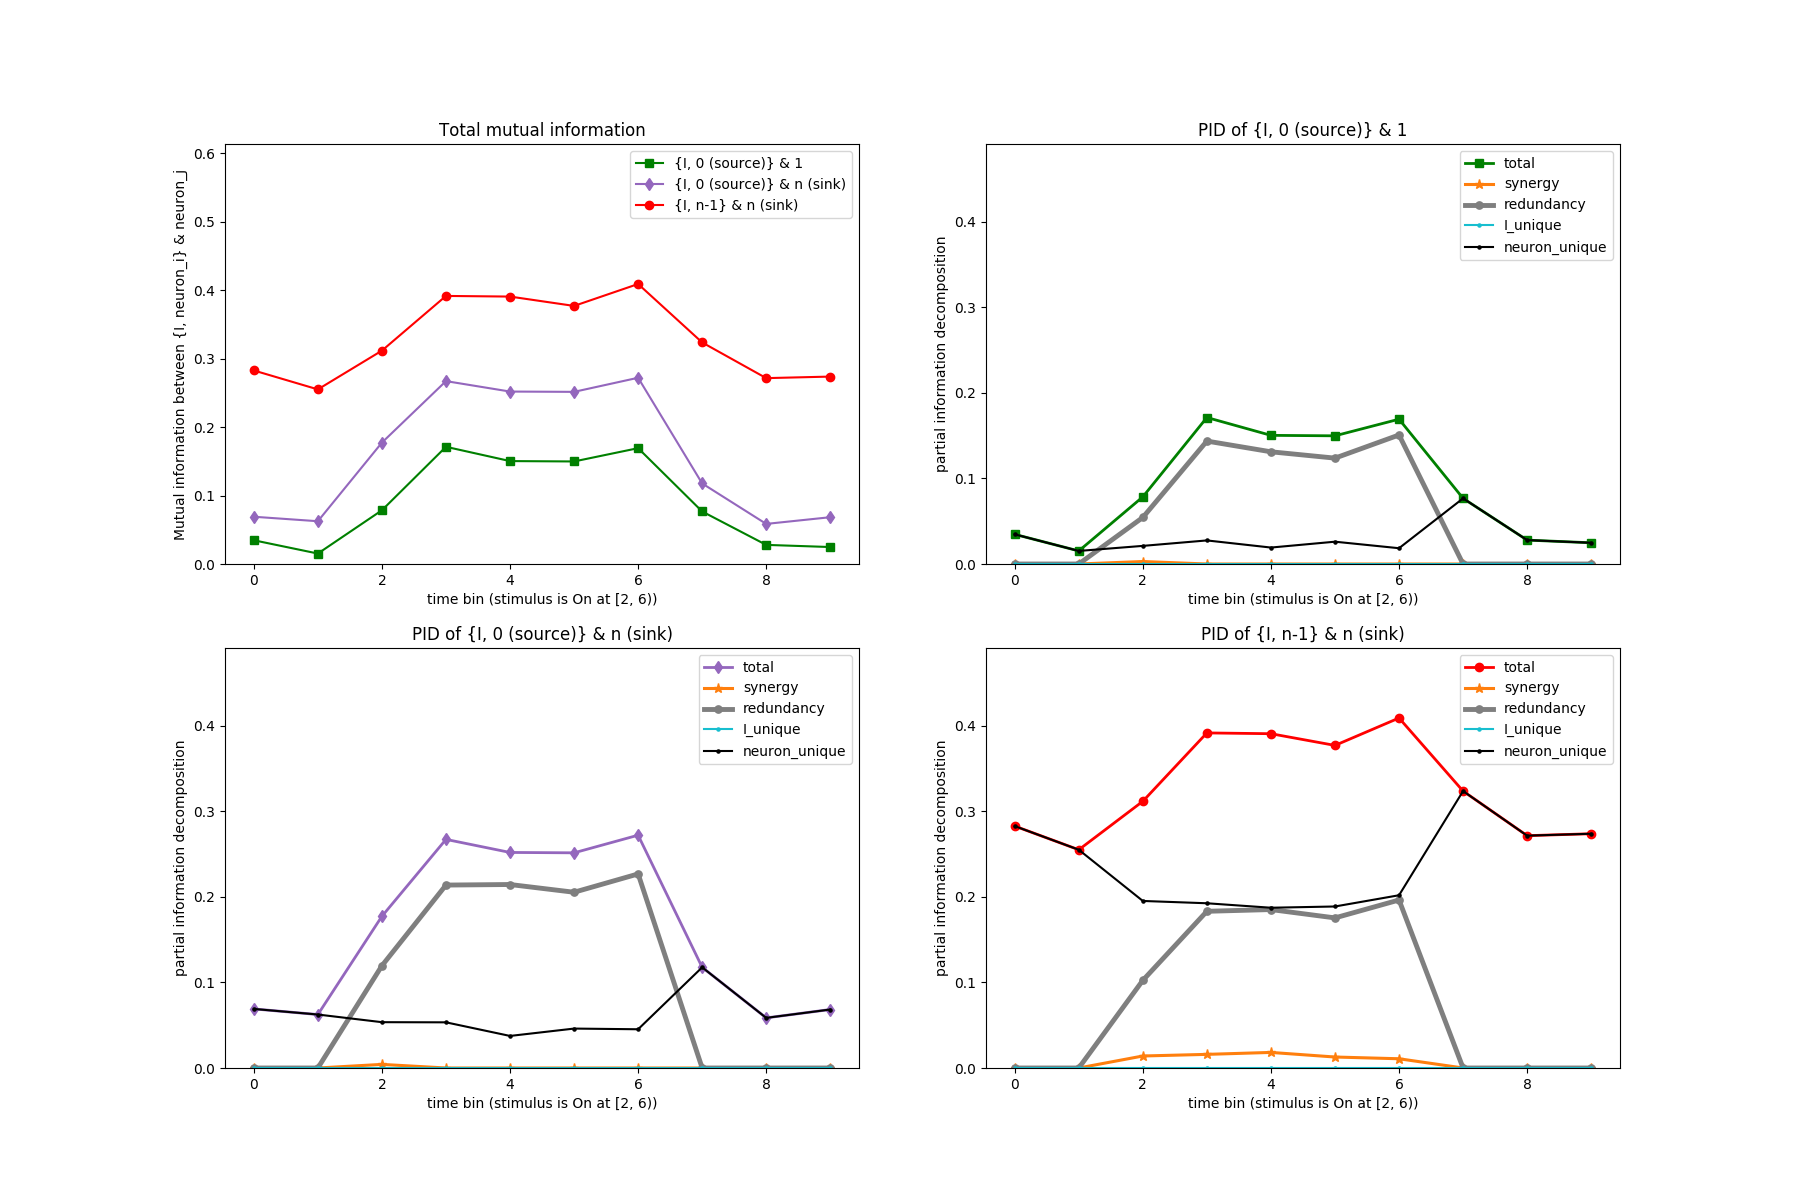 Total mutual information
Mutual information between {I, neuron_i} & neuron_j
0.6
0.5
0.4
0.3
0.2
0.1
0.0
{I, 0 (source)} & 1
{I, 0 (source)} & n (sink)
{I, n-1} & n (sink)
0 2 4 6 8
time bin (stimulus is On at [2, 6))
PID of {I, 0 (source)} & 1
partial information decomposition
0.4
0.3
0.2
0.1
0.0
total
synergy
redundancy
I_unique
neuron_unique
0 2 4 6 8
time bin (stimulus is On at [2, 6))
PID of {I, 0 (source)} & n (sink)
partial information decomposition
0.4
0.3
0.2
0.1
0.0
total
synergy
redundancy
I_unique
neuron_unique
0 2 4 6 8
time bin (stimulus is On at [2, 6))
PID of {I, n-1} & n (sink)
partial information decomposition
0.4
0.3
0.2
0.1
0.0
total
synergy
redundancy
I_unique
neuron_unique
0 2 4 6 8
time bin (stimulus is On at [2, 6))